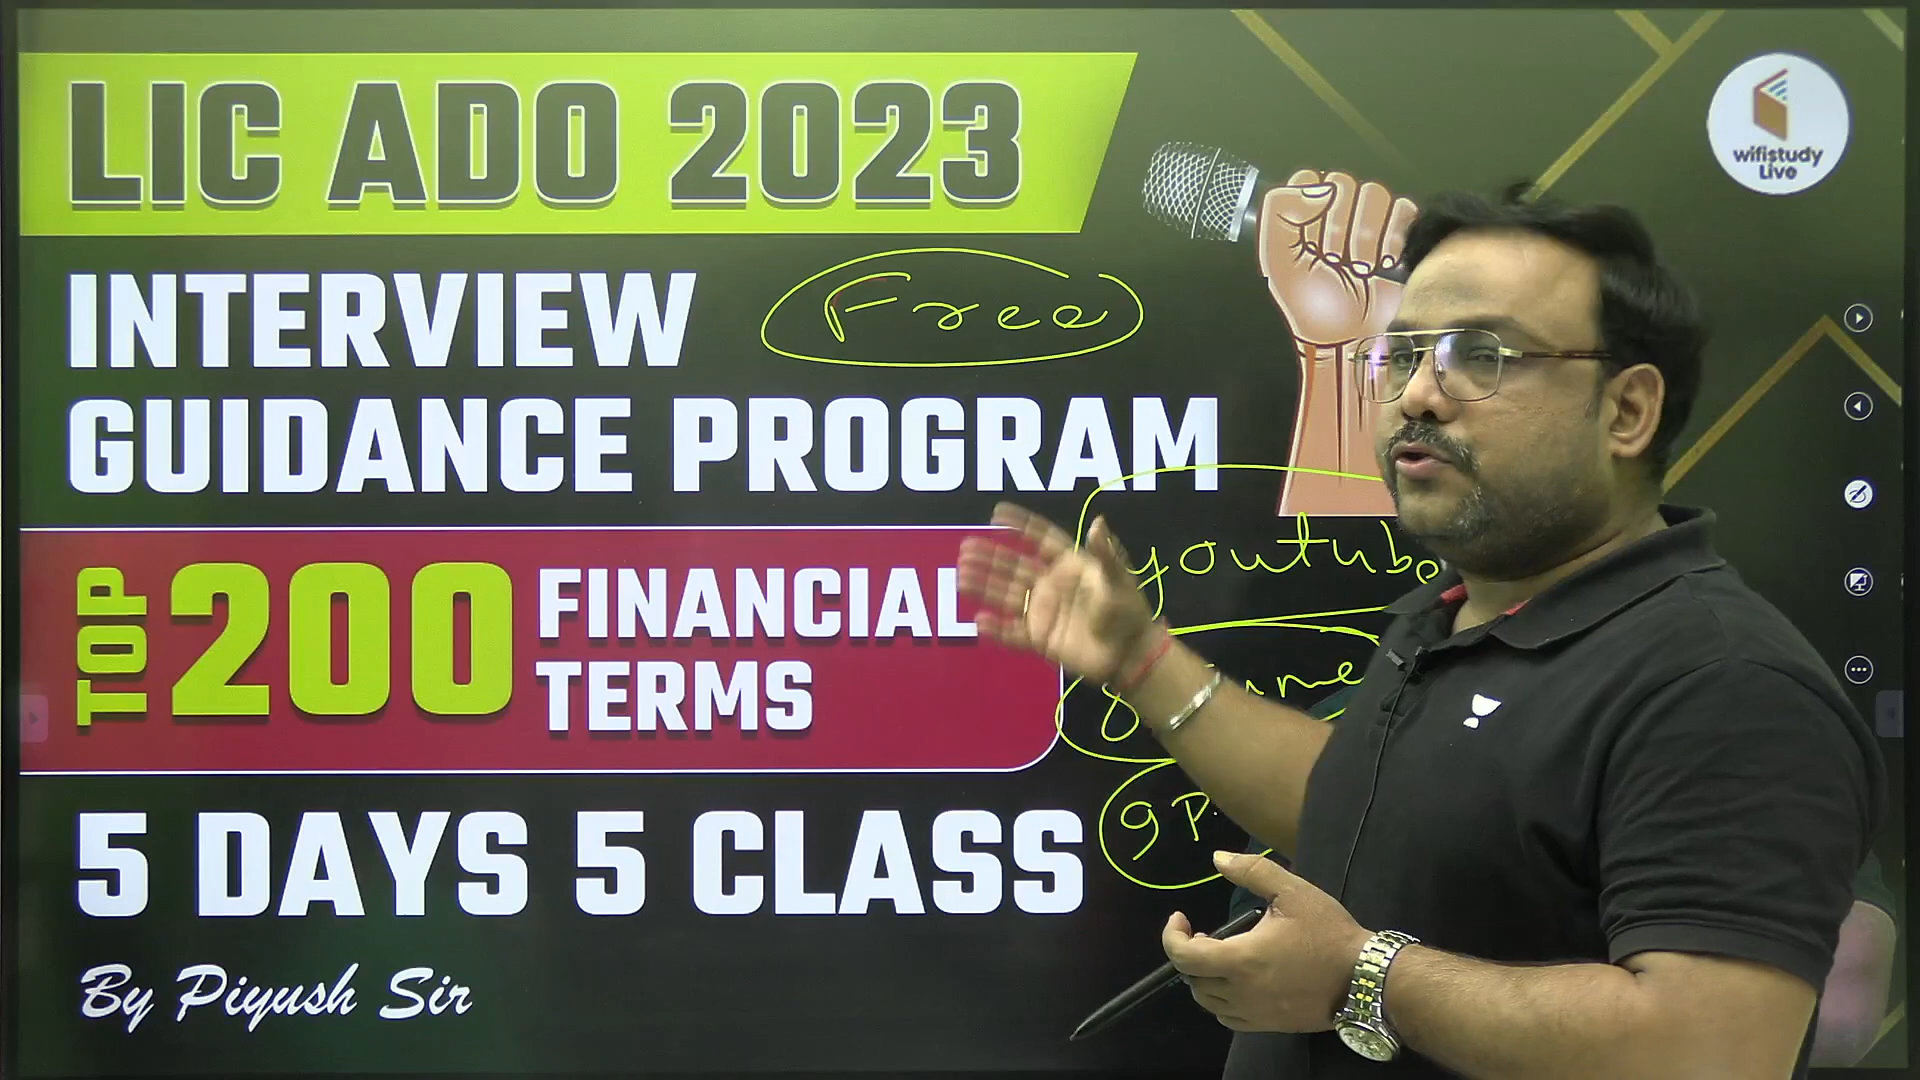 LIC ADO 2023
wifistudy
Live
INTERVIEW
Free
GUIDANCE PROGRAM
youtube
TOP 200 FINANCIAL
TERMS
9 P.
5 DAYS 5 CLASS
By Piyush Sir